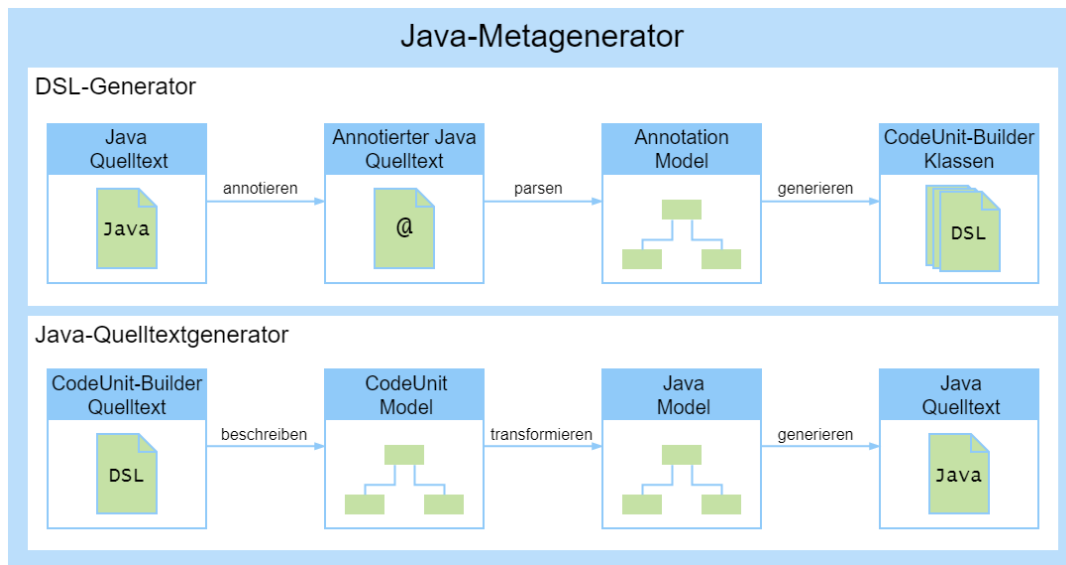 Java-Metagenerator
DSL-Generator
Java
Quelltext
Java
annotieren
Annotierter Java
Quelltext
@
parsen
Annotation
Model
generieren
CodeUnit-Builder
Klassen
DSL
Java-Quelltextgenerator
CodeUnit-Builder
Quelltext
DSL
beschreiben
CodeUnit
Model
transformieren
Java
Model
generieren
Java
Quelltext
Java